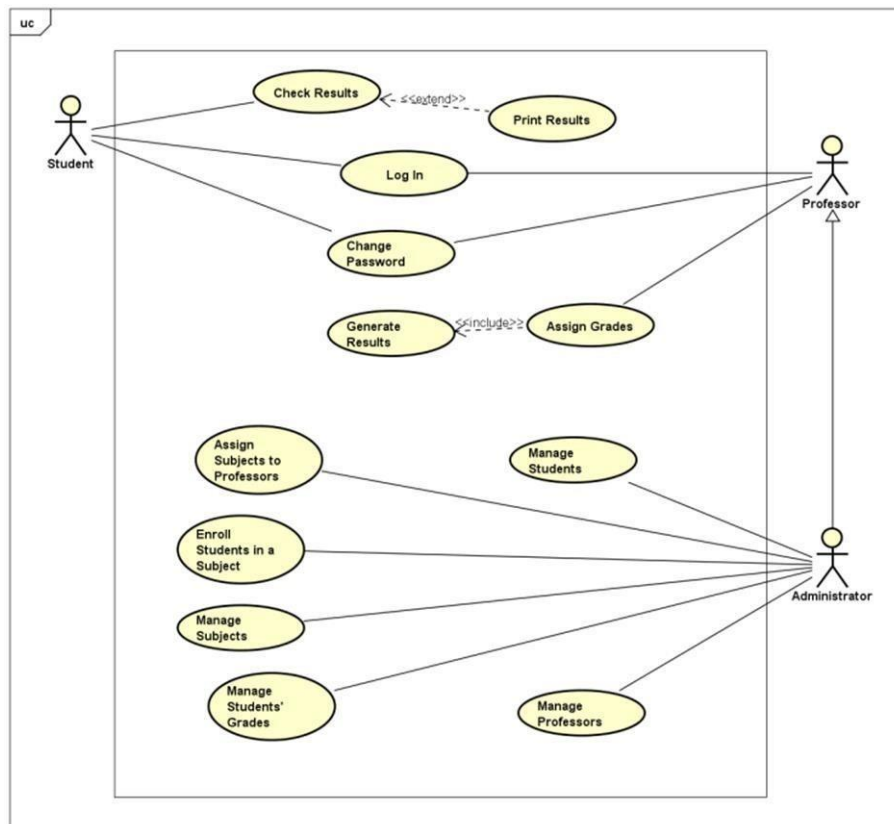 uc
Check Results
<<extend>>
Print Results
Student
Log In
Professor
Change
Password
Generate
Results
<<include>>
Assign Grades
Assign
Subjects to
Professors
Manage
Students
Enroll
Students in a
Subject
Administrator
Manage
Subjects
Manage
Students'
Grades
Manage
Professors